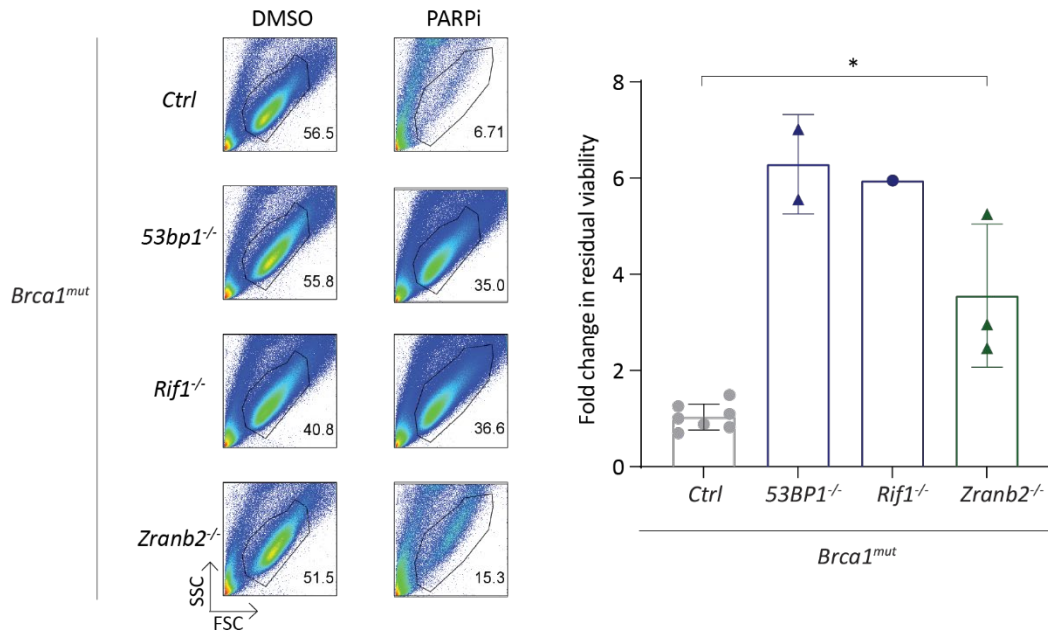 DMSO PARPi
Ctrl 56.5 6.71
53bp1-/- 55.8 35.0
Brca1mut
Rif1-/- 40.8 36.6
Zranb2-/- 51.5 15.3
SSC
FSC
*
Fold change in residual viability
8
6
4
2
0
Ctrl 53BP1-/- Rif1-/- Zranb2-/-
Brca1mut